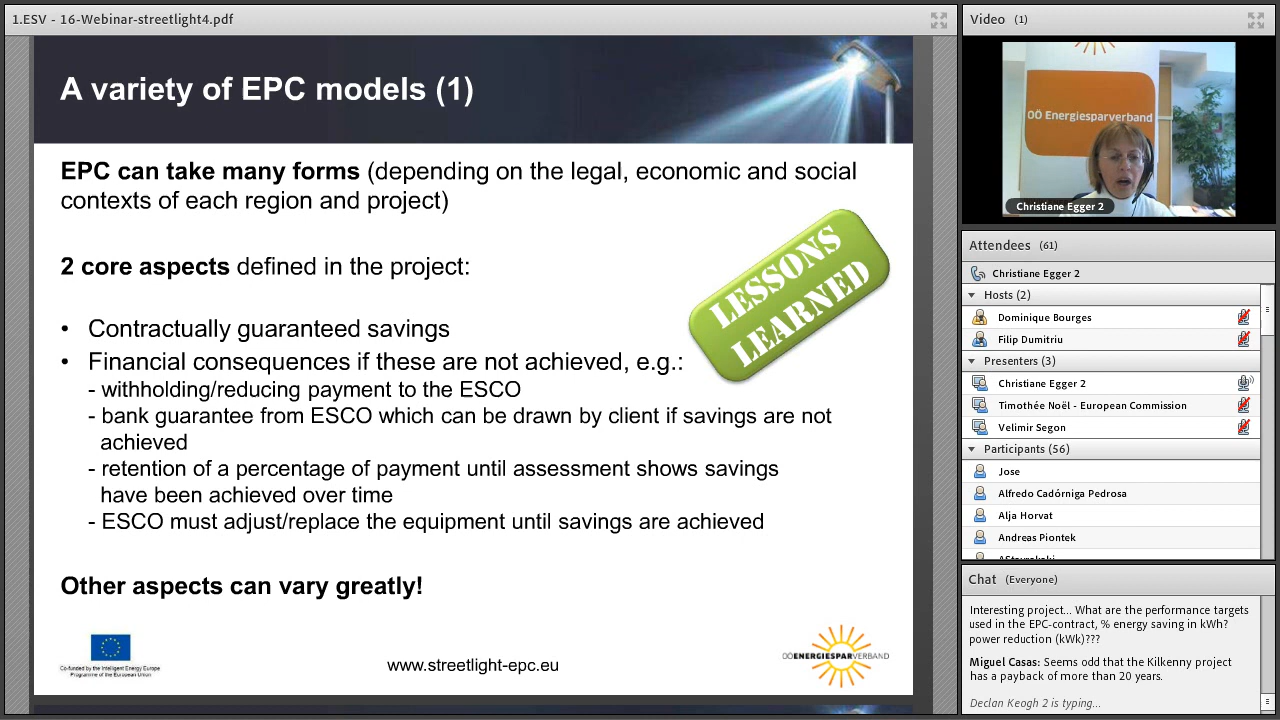 1.ESV - 16-Webinar-streetlight4.pdf
A variety of EPC models (1)
EPC can take many forms (depending on the legal, economic and social
contexts of each region and project)
2 core aspects defined in the project:
LESSONS
LEARNED
• Contractually guaranteed savings
• Financial consequences if these are not achieved, e.g.:
- withholding/reducing payment to the ESCO
- bank guarantee from ESCO which can be drawn by client if savings are not
achieved
- retention of a percentage of payment until assessment shows savings
have been achieved over time
- ESCO must adjust/replace the equipment until savings are achieved
Other aspects can vary greatly!
Co-funded by the Intelligent Energy Europe
Programme of the European Union
www.streetlight-epc.eu
OÖENERGIESPARVERBAND
Video (1)
OÖ Energiesparverband
Christiane Egger 2
Attendees (61)
Christiane Egger 2
Hosts (2)
Dominique Bourges
Filip Dumitriu
Presenters (3)
Christiane Egger 2
Timothée Noël - European Commission
Velimir Segon
Participants (56)
Jose
Alfredo Cadórniga Pedrosa
Alja Horvat
Andreas Piontek
Chat (Everyone)
Interesting project... What are the performance targets
used in the EPC-contract, % energy saving in kWh?
power reduction (kWk)???
Miguel Casas: Seems odd that the Kilkenny project
has a payback of more than 20 years.
Declan Keogh 2 is typing...